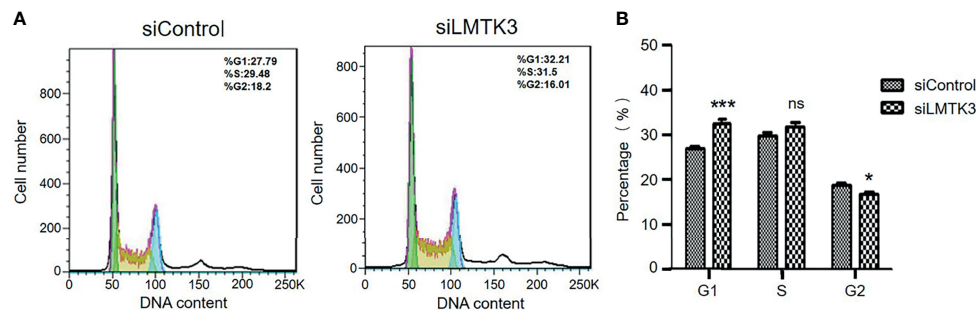 A
siControl
%G1:27.79
%S:29.48
%G2:18.2
Cell number
800
600
400
200
0
0 50 100 150 200 250K
DNA content
siLMTK3
%G1:32.21
%S:31.5
%G2:16.01
Cell number
800
600
400
200
0
0 50 100 150 200 250K
DNA content
B
Percentage ( % )
50
40
30
20
10
0
***
ns
*
G1 S G2
siControl
siLMTK3